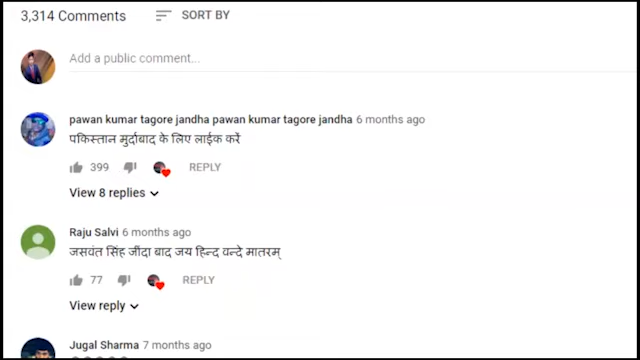 3,314 Comments SORT BY
Add a public comment...
pawan kumar tagore jandha pawan kumar tagore jandha 6 months ago
पकिस्तान मुर्दाबाद के लिए लाईक करें
399 REPLY
View 8 replies
Raju Salvi 6 months ago
जसवंत सिंह जींदा बाद जय हिन्द वन्दे मातरम्
77 REPLY
View reply
Jugal Sharma 7 months ago